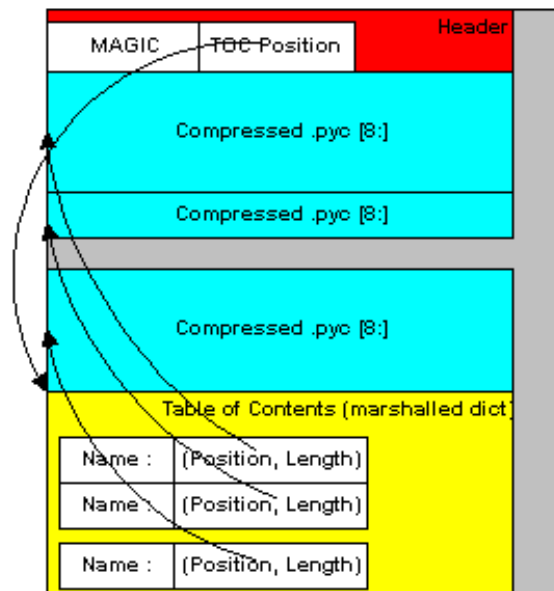 Header
MAGIC TOC Position
Compressed .pyc [8:]
Compressed .pyc [8:]
Compressed .pyc [8:]
Table of Contents (marshalled dict)
Name : (Position, Length)
Name : (Position, Length)
Name : (Position, Length)